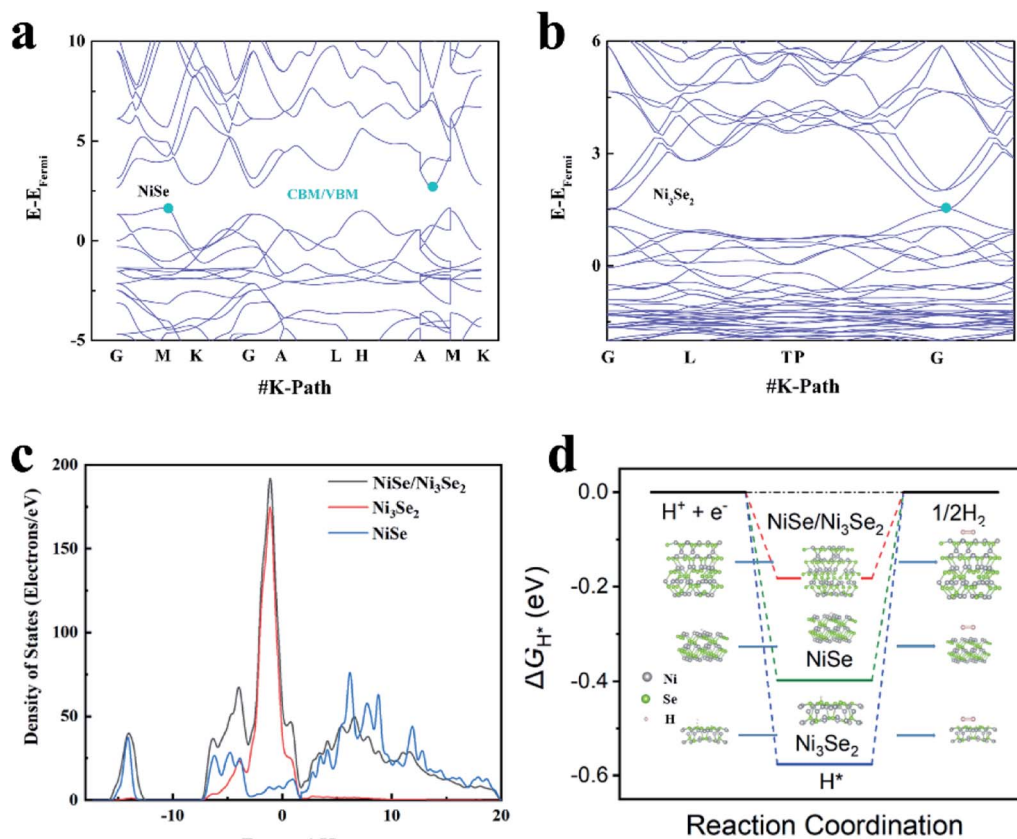 a
10
5
0
-5
E-E_Fermi
NiSe
CBM/VBM
G M K G A L H A M K
#K-Path
b
6
3
0
E-E_Fermi
Ni₃Se₂
G L TP G
#K-Path
c
200
150
100
50
0
Density of States (Electrons/eV)
NiSe/Ni₃Se₂
Ni₃Se₂
NiSe
-10 0 10 20
d
0.0
-0.2
-0.4
-0.6
ΔG_H* (eV)
H⁺ + e⁻
NiSe/Ni₃Se₂
1/2H₂
NiSe
Ni
Se
H
Ni₃Se₂
H*
Reaction Coordination